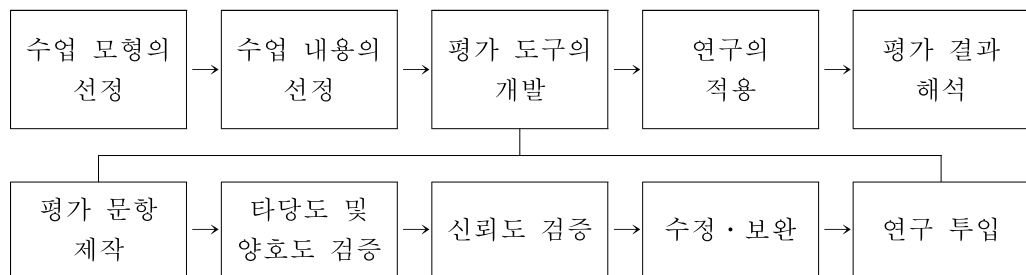 수업 모형의
선정
수업 내용의
선정
평가 도구의
개발
연구의
적용
평가 결과
해석
평가 문항
제작
타당도 및
양호도 검증
신뢰도 검증
수정·보완
연구 투입